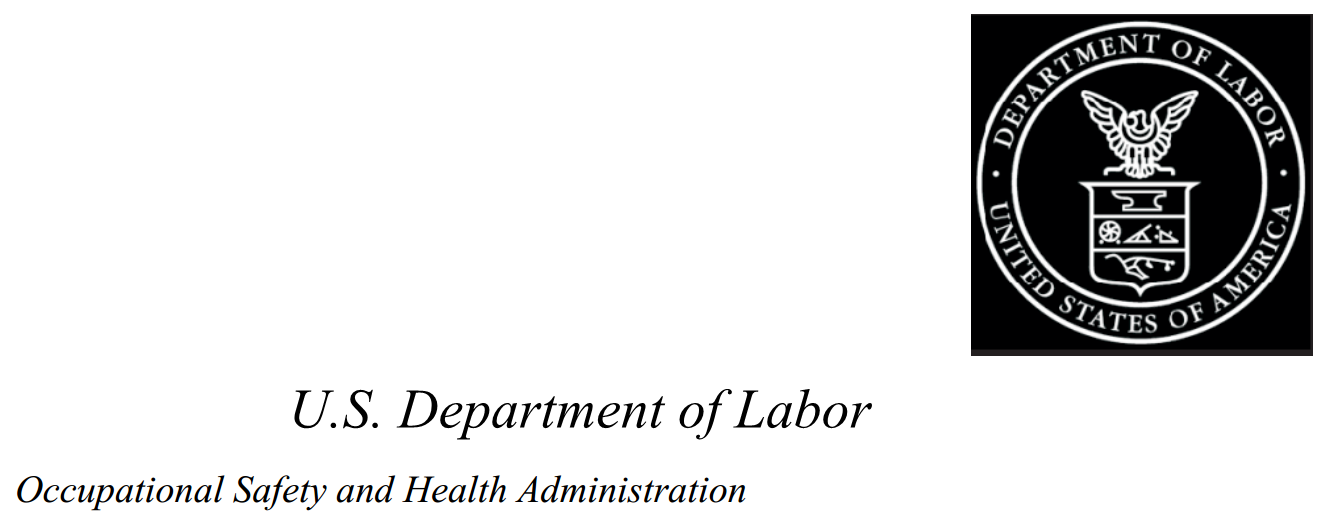 DEPARTMENT OF LABOR
UNITED STATES OF AMERICA
U.S. Department of Labor
Occupational Safety and Health Administration